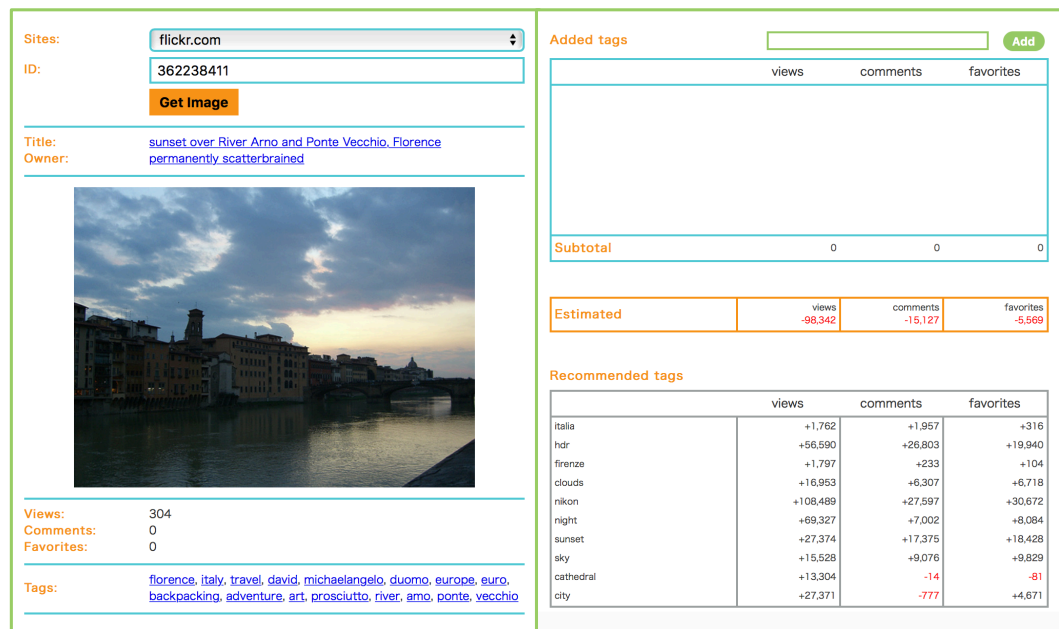 Sites: flickr.com
ID: 362238411
Get Image
Title: sunset over River Arno and Ponte Vecchio, Florence
Owner: permanently scatterbrained
Views: 304
Comments: 0
Favorites: 0
Tags: florence, italy, travel, david, michaelangelo, duomo, europe, euro,
backpacking, adventure, art, prosciutto, river, amo, ponte, vecchio
Added tags Add
views comments favorites
Subtotal 0 0 0
Estimated views comments favorites
-98,342 -15,127 -5,569
Recommended tags
views comments favorites
italia +1,762 +1,957 +316
hdr +56,590 +26,803 +19,940
firenze +1,797 +233 +104
clouds +16,953 +6,307 +6,718
nikon +108,489 +27,597 +30,672
night +69,327 +7,002 +8,084
sunset +27,374 +17,375 +18,428
sky +15,528 +9,076 +9,829
cathedral +13,304 -14 -81
city +27,371 -777 +4,671